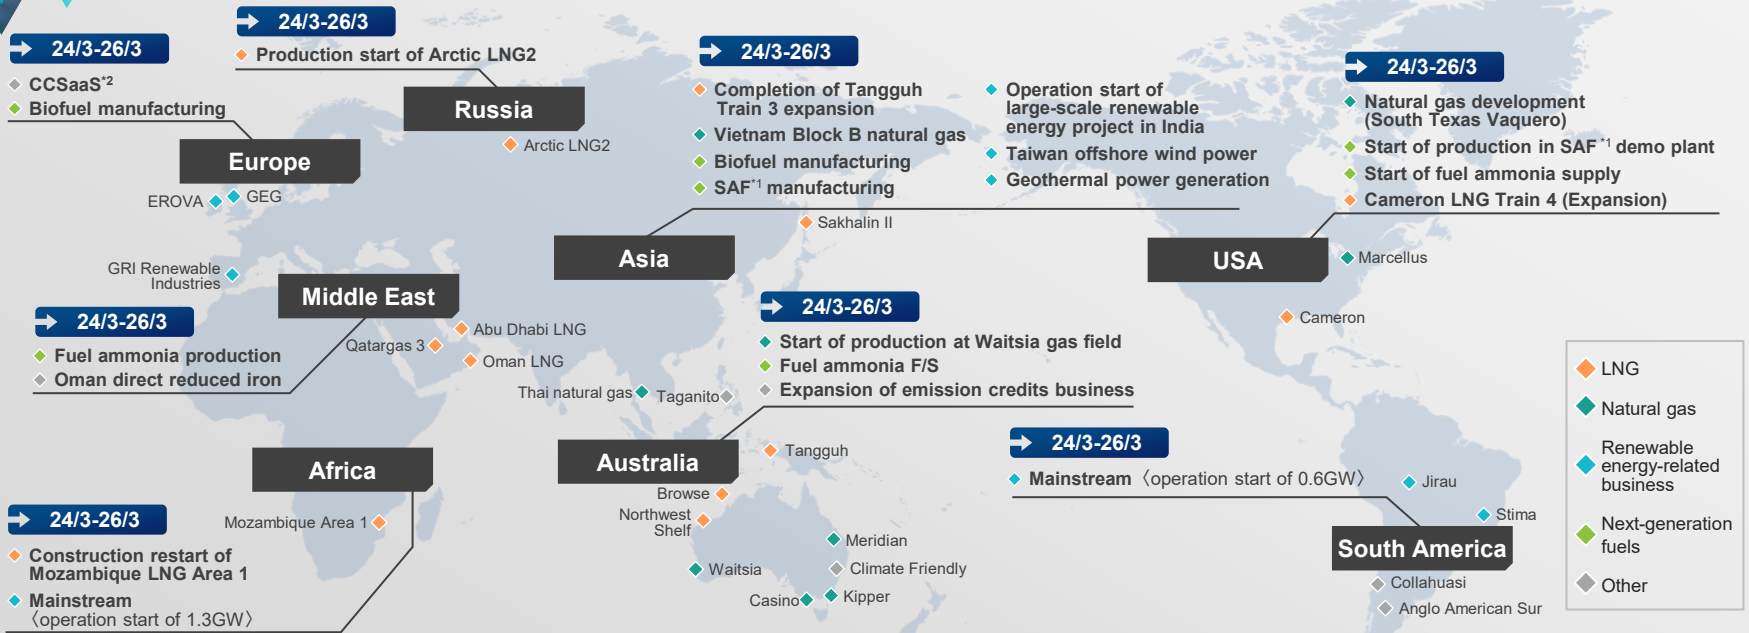 24/3-26/3
CCSaaS*2
Biofuel manufacturing
Europe
EROVA
GEG
GRI Renewable
Industries
24/3-26/3
Production start of Arctic LNG2
Russia
Arctic LNG2
24/3-26/3
Completion of Tangguh
Train 3 expansion
Vietnam Block B natural gas
Biofuel manufacturing
SAF*1 manufacturing
Operation start of
large-scale renewable
energy project in India
Taiwan offshore wind power
Geothermal power generation
Asia
Sakhalin II
Thai natural gas
Taganito
Tangguh
24/3-26/3
Natural gas development
(South Texas Vaquero)
Start of production in SAF*1 demo plant
Start of fuel ammonia supply
Cameron LNG Train 4 (Expansion)
USA
Marcellus
Cameron
Middle East
24/3-26/3
Fuel ammonia production
Oman direct reduced iron
Abu Dhabi LNG
Qatargas 3
Oman LNG
24/3-26/3
Start of production at Waitsia gas field
Fuel ammonia F/S
Expansion of emission credits business
Australia
Browse
Northwest
Shelf
Waitsia
Casino
Meridian
Climate Friendly
Kipper
Africa
Mozambique Area 1
24/3-26/3
Construction restart of
Mozambique LNG Area 1
Mainstream
〈operation start of 1.3GW〉
24/3-26/3
Mainstream〈operation start of 0.6GW〉
Jirau
Stima
South America
Collahuasi
Anglo American Sur
LNG
Natural gas
Renewable
energy-related
business
Next-generation
fuels
Other